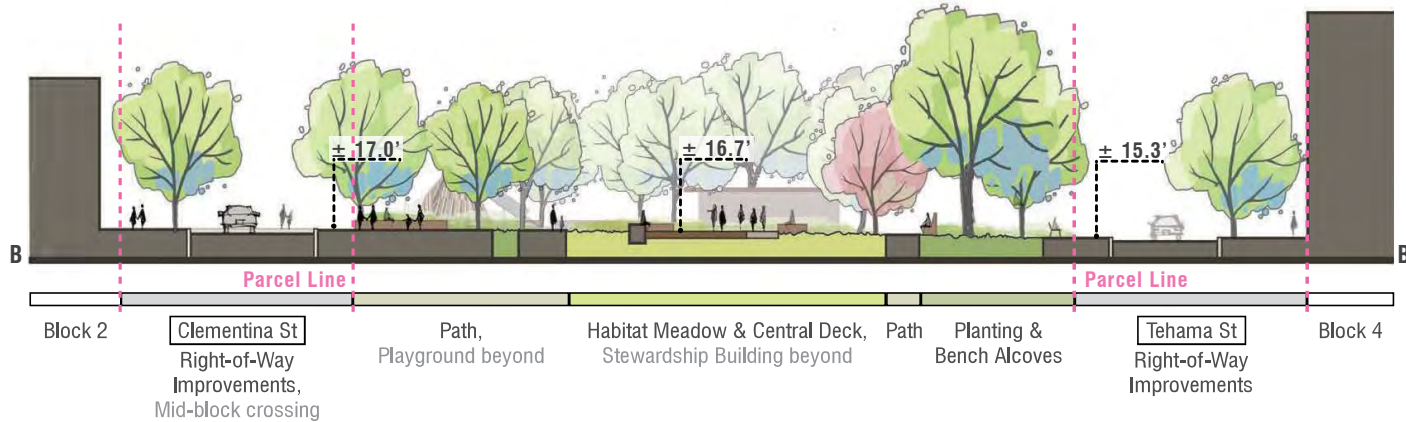 ± 17.0’
± 16.7’
± 15.3’
B
B
Parcel Line
Parcel Line
Block 2
Clementina St
Right-of-Way
Improvements,
Mid-block crossing
Path,
Playground beyond
Habitat Meadow & Central Deck,
Stewardship Building beyond
Path
Planting &
Bench Alcoves
Tehama St
Right-of-Way
Improvements
Block 4